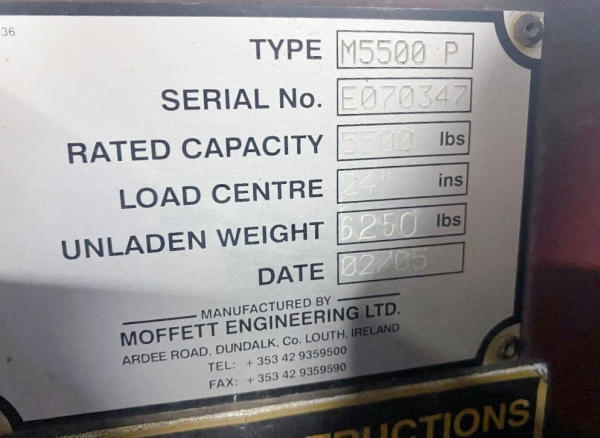 36
TYPE M5500 P
SERIAL No. E070347
RATED CAPACITY 5500 lbs
LOAD CENTRE 24" ins
UNLADEN WEIGHT 6250 lbs
DATE 02/05
MANUFACTURED BY
MOFFETT ENGINEERING LTD.
ARDEE ROAD, DUNDALK, Co. LOUTH, IRELAND
TEL: + 353 42 9359500
FAX: + 353 42 9359590